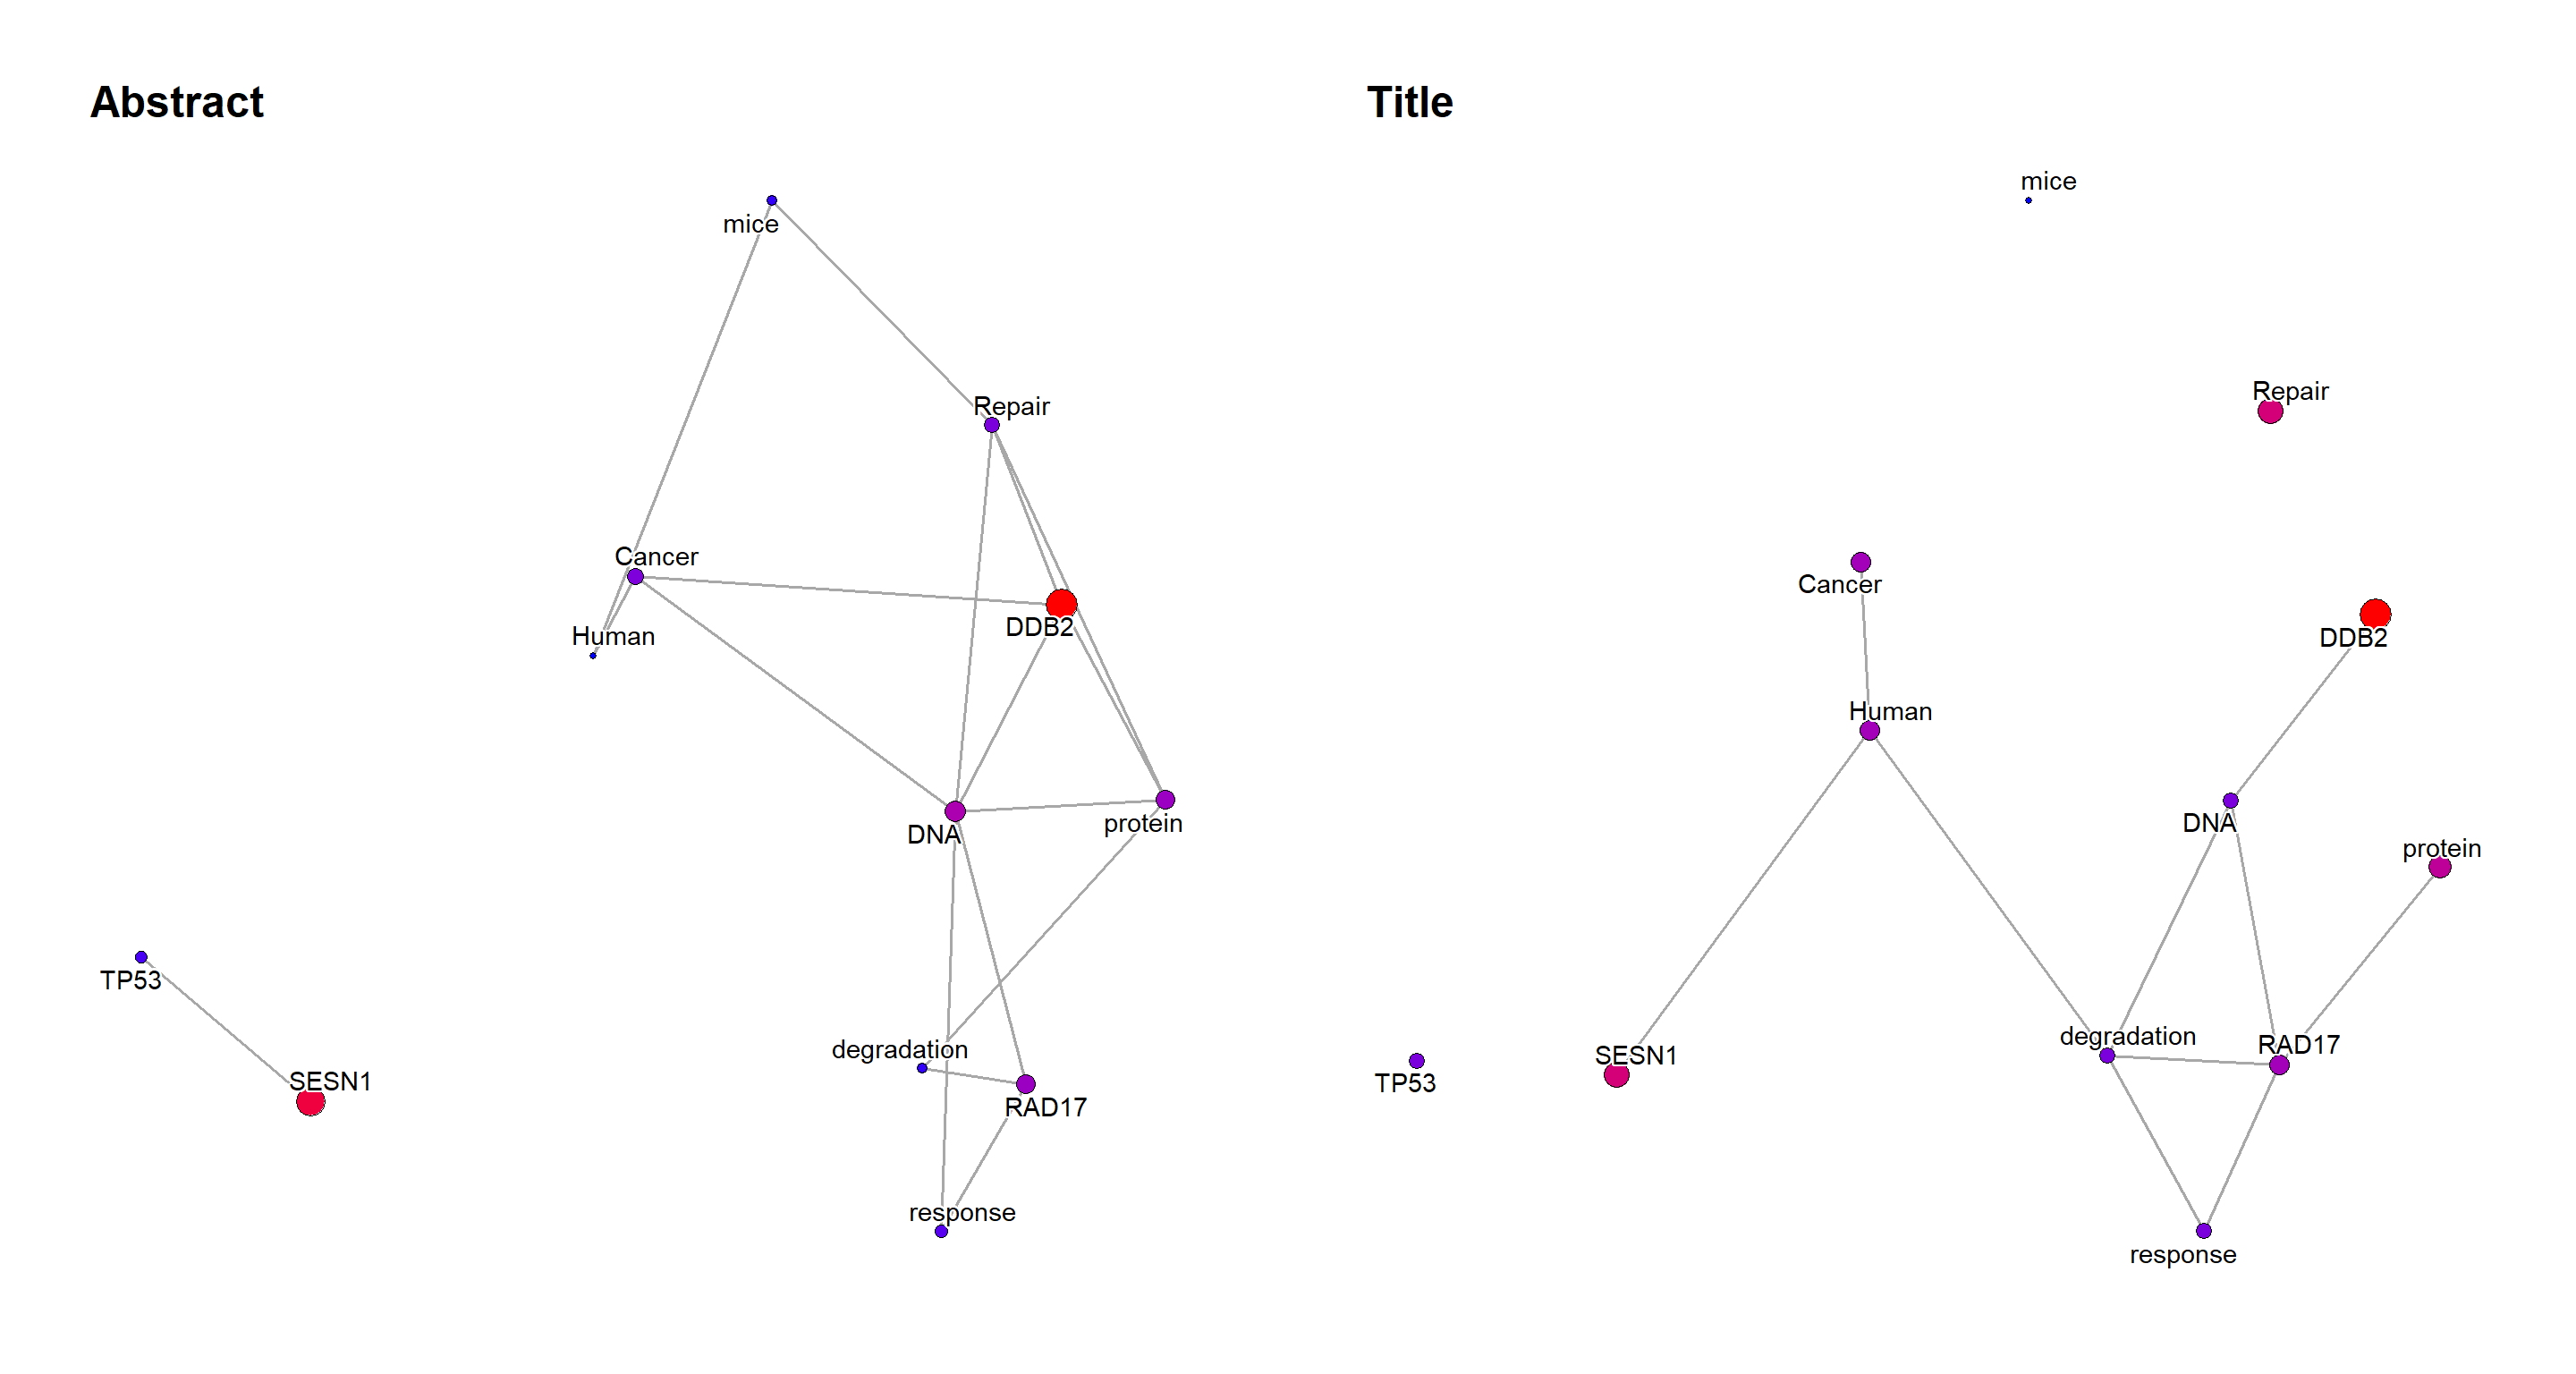 Abstract
mice
Repair
Cancer
Human
DDB2
DNA
protein
TP53
SESN1
degradation
RAD17
response
Title
mice
Repair
Cancer
DDB2
Human
DNA
protein
degradation
RAD17
SESN1
TP53
response